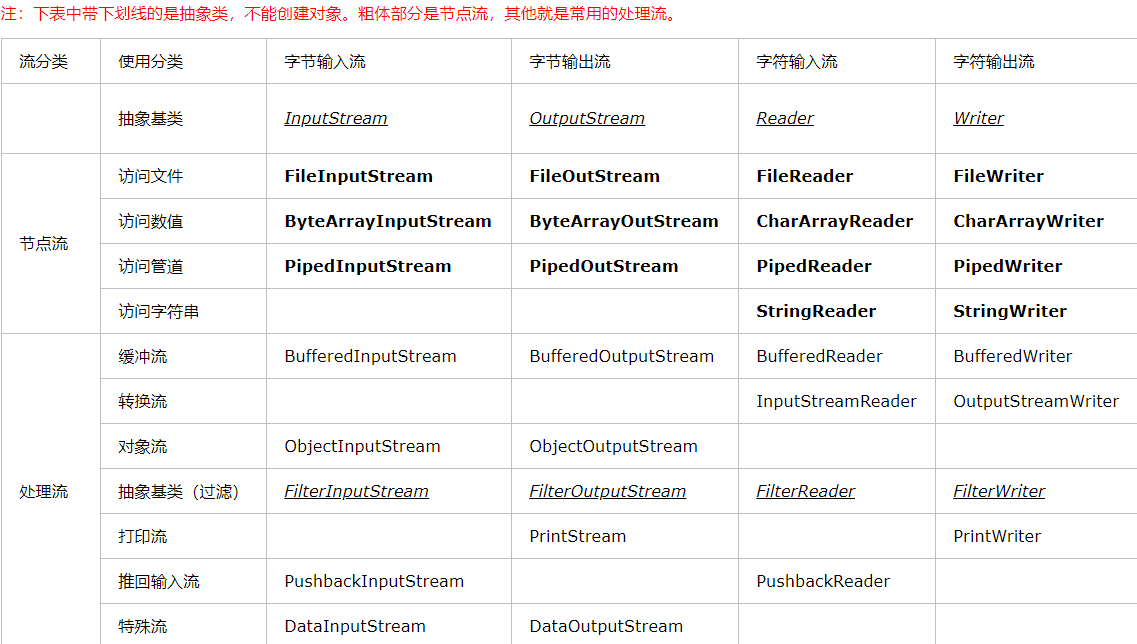 注：下表中带下划线的是抽象类，不能创建对象。粗体部分是节点流，其他就是常用的处理流。
流分类 使用分类 字节输入流 字节输出流 字符输入流 字符输出流
抽象基类 InputStream OutputStream Reader Writer
节点流
访问文件 FileInputStream FileOutStream FileReader FileWriter
访问数值 ByteArrayInputStream ByteArrayOutStream CharArrayReader CharArrayWriter
访问管道 PipedInputStream PipedOutStream PipedReader PipedWriter
访问字符串 StringReader StringWriter
处理流
缓冲流 BufferedInputStream BufferedOutputStream BufferedReader BufferedWriter
转换流 InputStreamReader OutputStreamWriter
对象流 ObjectInputStream ObjectOutputStream
抽象基类（过滤） FilterInputStream FilterOutputStream FilterReader FilterWriter
打印流 PrintStream PrintWriter
推回输入流 PushbackInputStream PushbackReader
特殊流 DataInputStream DataOutputStream